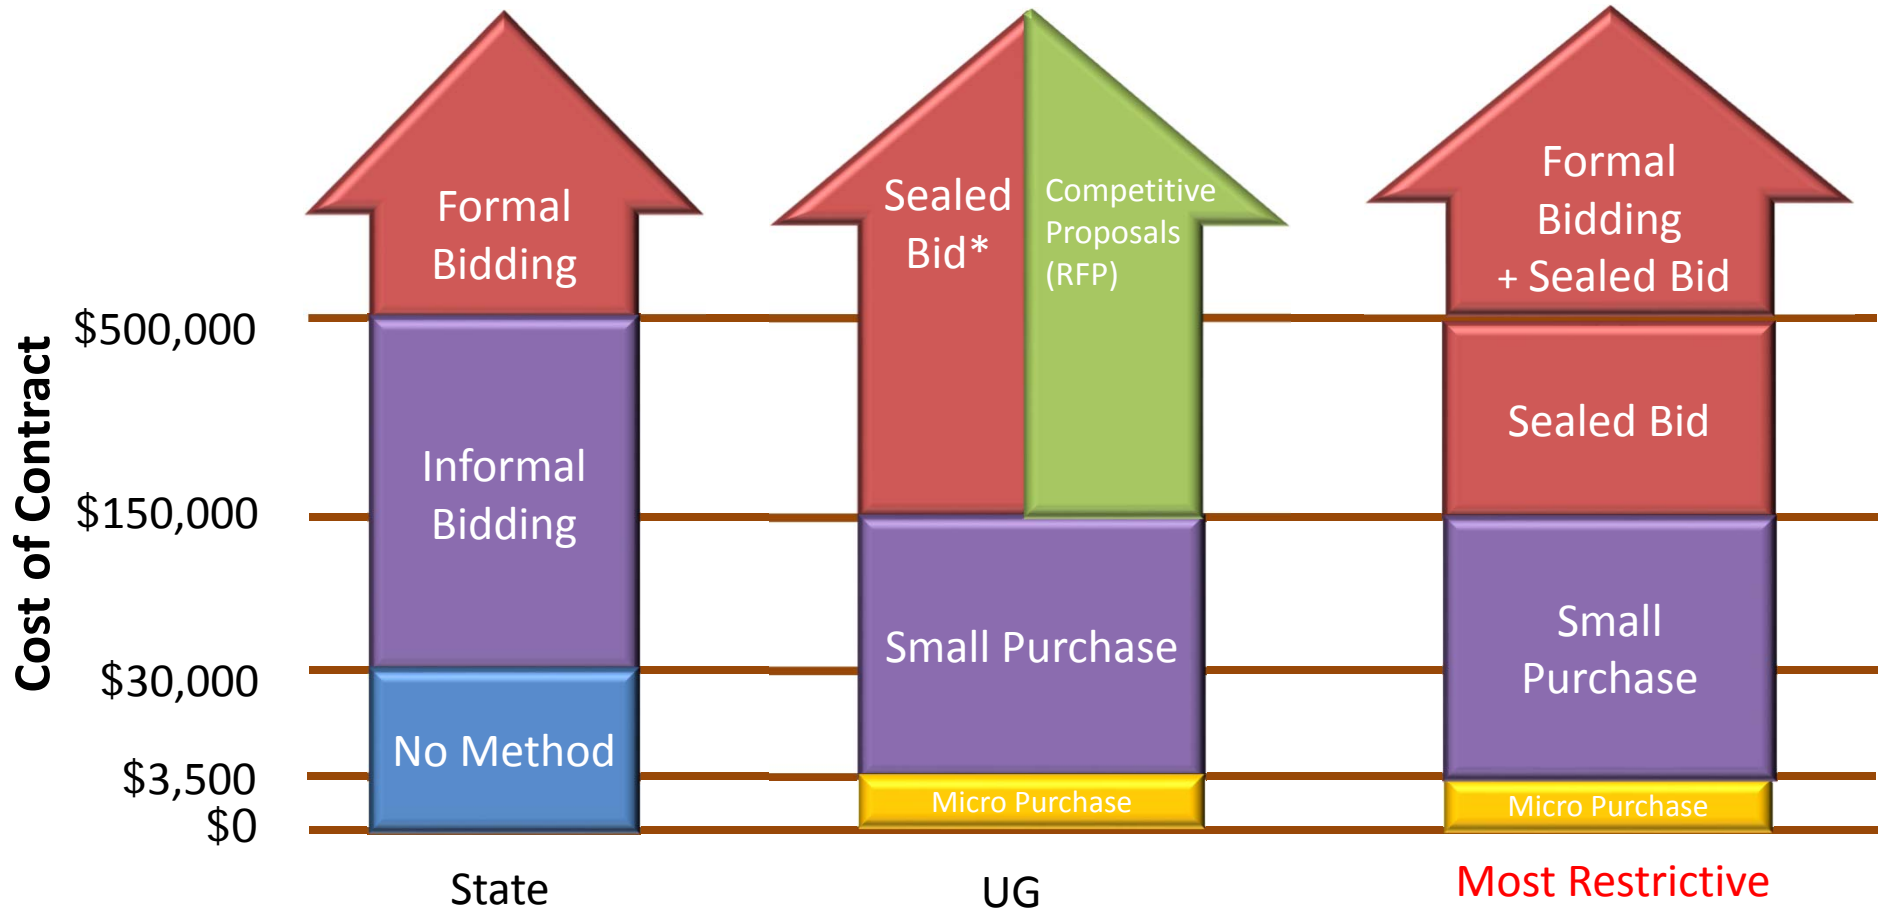 Formal
Bidding
Informal
Bidding
No Method
State
Sealed
Bid*
Competitive
Proposals
(RFP)
Small Purchase
Micro Purchase
UG
Formal
Bidding
+ Sealed Bid
Sealed Bid
Small
Purchase
Micro Purchase
Most Restrictive
Cost of Contract
$500,000
$150,000
$30,000
$3,500
$0